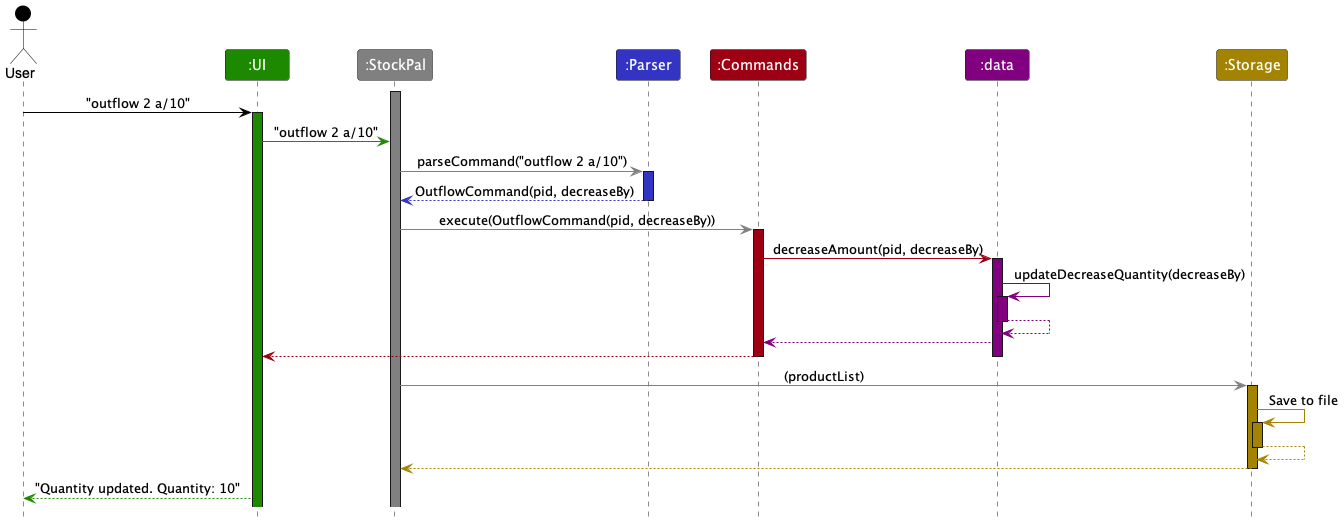 User
:UI
:StockPal
:Parser
:Commands
:data
:Storage
"outflow 2 a/10"
"outflow 2 a/10"
parseCommand("outflow 2 a/10")
OutflowCommand(pid, decreaseBy)
execute(OutflowCommand(pid, decreaseBy))
decreaseAmount(pid, decreaseBy)
updateDecreaseQuantity(decreaseBy)
(productList)
Save to file
"Quantity updated. Quantity: 10"